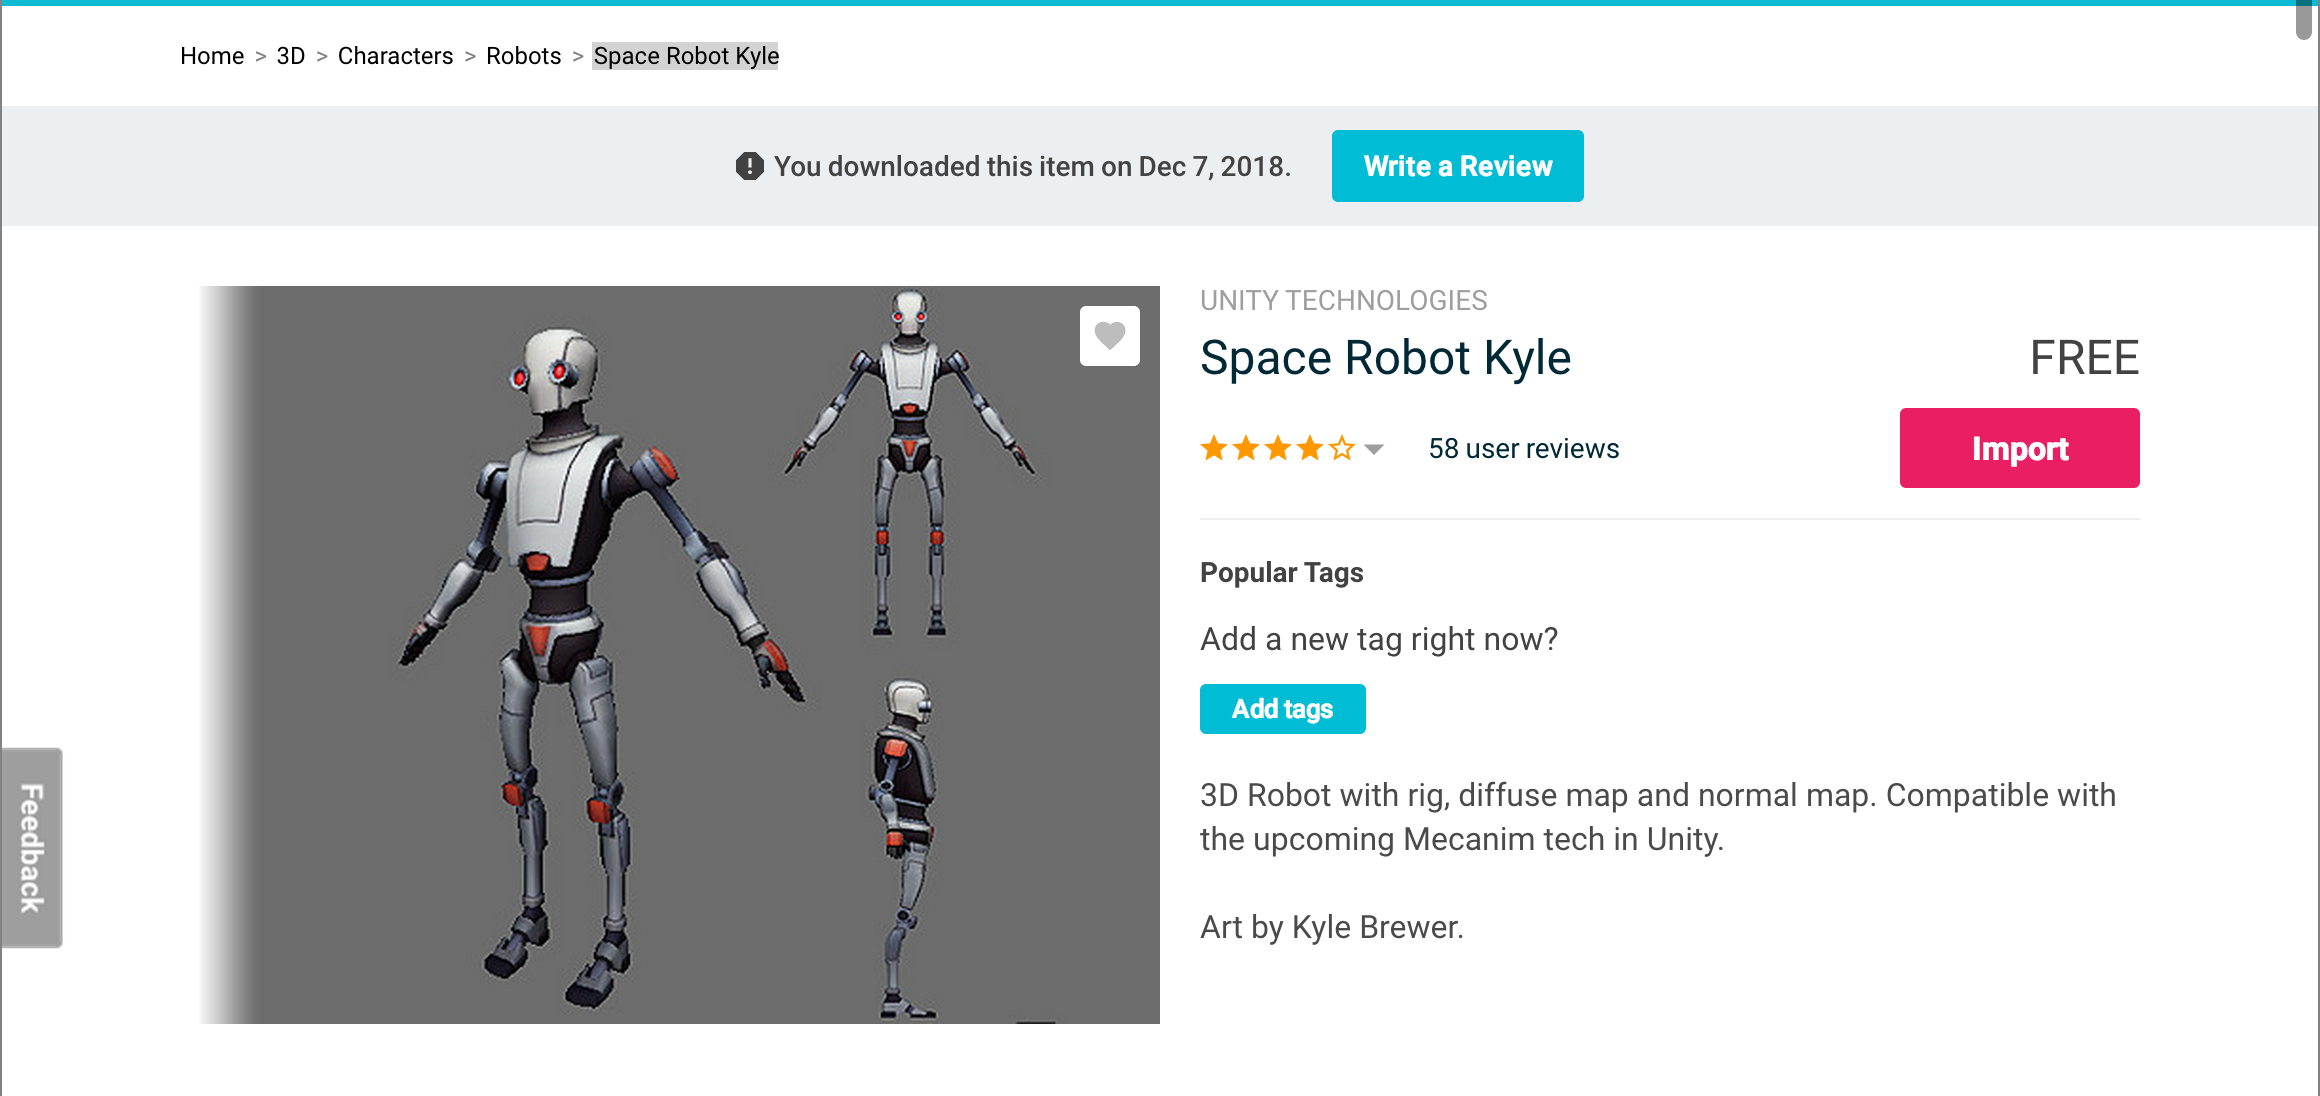 Home > 3D > Characters > Robots > Space Robot Kyle
You downloaded this item on Dec 7, 2018.
Write a Review
UNITY TECHNOLOGIES
Space Robot Kyle
FREE
58 user reviews
Import
Popular Tags
Add a new tag right now?
Add tags
3D Robot with rig, diffuse map and normal map. Compatible with
the upcoming Mecanim tech in Unity.
Art by Kyle Brewer.
Feedback